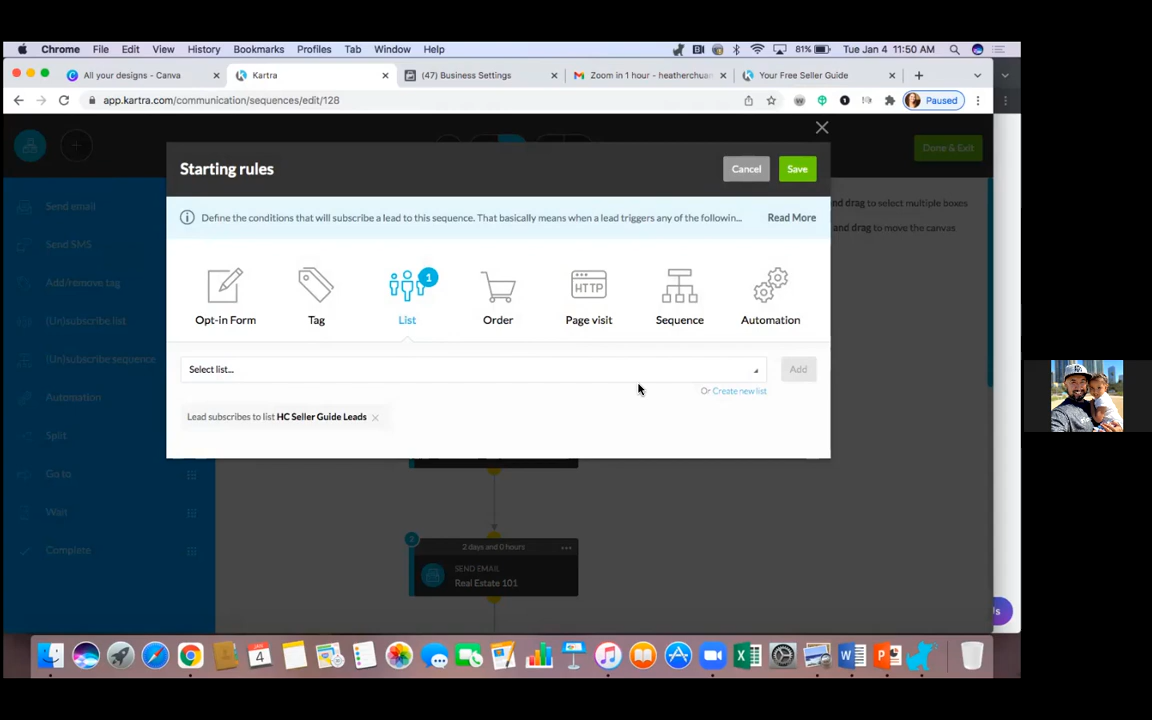 Chrome File Edit View History Bookmarks Profiles Tab Window Help 81% Tue Jan 4 11:50 AM
All your designs - Canva Kartra (47) Business Settings Zoom in 1 hour - heatherchuan Your Free Seller Guide
app.kartra.com/communication/sequences/edit/128 Paused
Done & Exit
Starting rules Cancel Save
Define the conditions that will subscribe a lead to this sequence. That basically means when a lead triggers any of the followin... Read More
Send email
nd drag to select multiple boxes
and drag to move the canvas
Send SMS
Add/remove tag
(Un)subscribe list
(Un)subscribe sequence
Automation
Split
Go to
Wait
Complete
1
Opt-in Form Tag List Order HTTP Page visit Sequence Automation
Select list... Add
Or Create new list
Lead subscribes to list HC Seller Guide Leads
2 days and 0 hours
SEND EMAIL
Real Estate 101
JAN
4